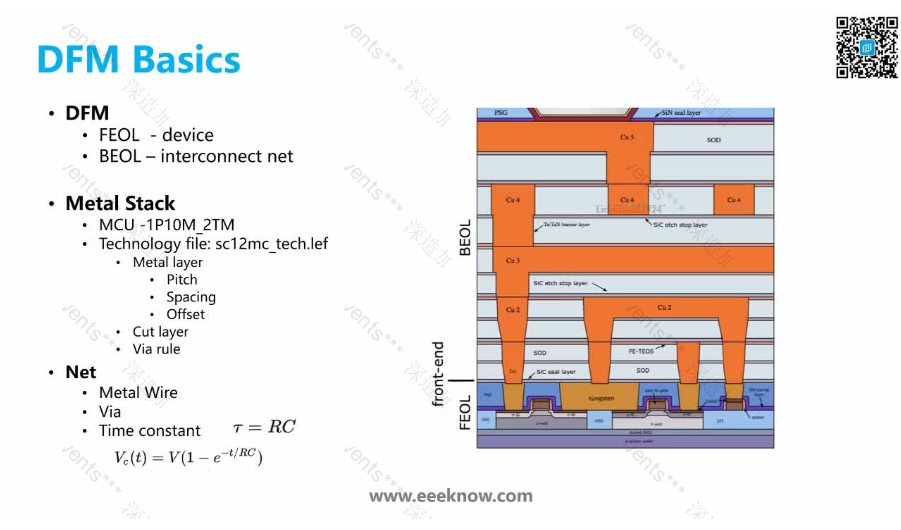 DFM Basics
• DFM
• FEOL - device
• BEOL – interconnect net
• Metal Stack
• MCU -1P10M_2TM
• Technology file: sc12mc_tech.lef
• Metal layer
• Pitch
• Spacing
• Offset
• Cut layer
• Via rule
• Net
• Metal Wire
• Via
• Time constant τ = RC
V_c(t) = V(1 − e^{−t/RC})
PSG
SiN seal layer
Cu 5
SOD
Cu 4
Cu 4
Cu 4
Ta/TaN barrier layer
SiC etch stop layer
BEOL
Cu 3
SiC etch stop layer
Cu 2
Cu 2
PE-TEOS
SOD
SiC seal layer
SOD
front-end
FEOL
tungsten
www.eeeknow.com